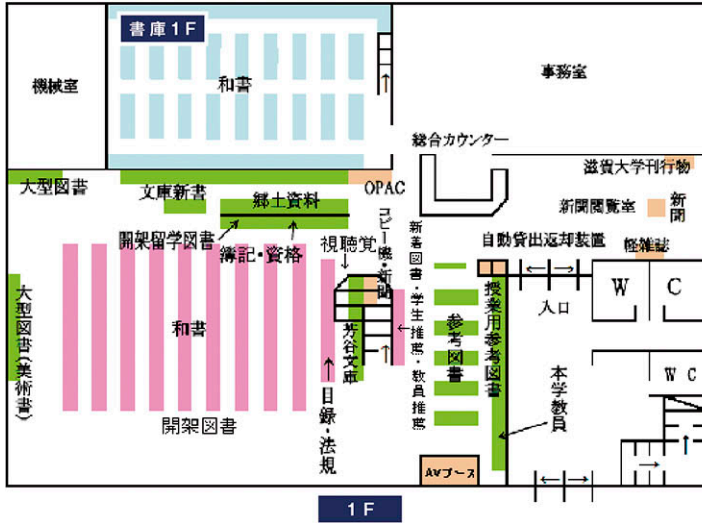 書庫1F
機械室
和書
事務室
総合カウンター
滋賀大学刊行物
大型図書
文庫新書
OPAC
郷土資料
新聞閲覧室
新聞
開架留学図書
簿記・資格
視聴覚
コピー機・新聞
自動貸出返却装置
軽雑誌
新着図書・学生推薦・教員推薦
参考図書
授業用参考図書
入口
W C
大型図書(美術書)
和書
芳谷文庫
本学教員
W C
目録・法規
開架図書
AVブース
1F